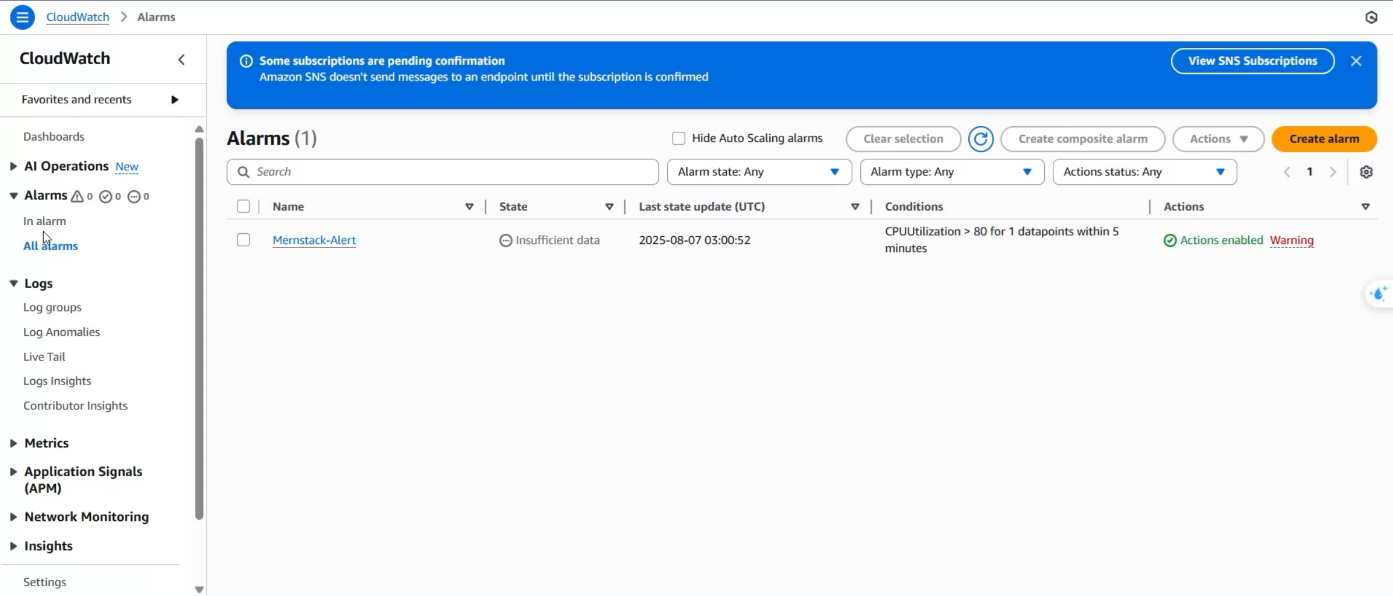 CloudWatch > Alarms
CloudWatch
Favorites and recents
Dashboards
AI Operations New
Alarms 0 0 0
In alarm
All alarms
Logs
Log groups
Log Anomalies
Live Tail
Logs Insights
Contributor Insights
Metrics
Application Signals
(APM)
Network Monitoring
Insights
Settings
Some subscriptions are pending confirmation
Amazon SNS doesn't send messages to an endpoint until the subscription is confirmed
View SNS Subscriptions
Alarms (1)
Hide Auto Scaling alarms
Clear selection
Create composite alarm
Actions
Create alarm
Search
Alarm state: Any
Alarm type: Any
Actions status: Any
1
Name State Last state update (UTC) Conditions Actions
Mernstack-Alert Insufficient data 2025-08-07 03:00:52 CPUUtilization > 80 for 1 datapoints within 5
minutes
Actions enabled Warning